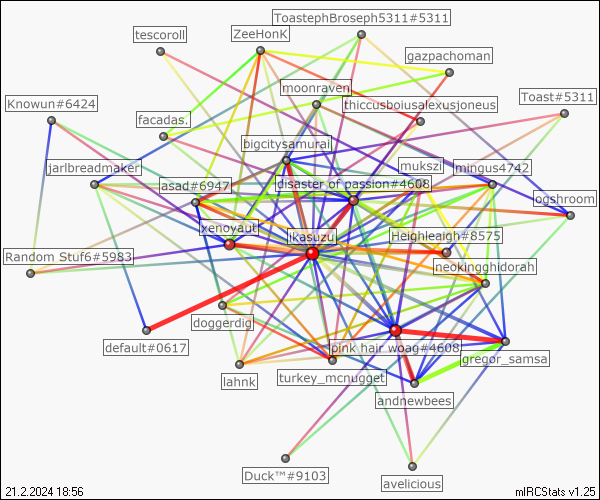 ToastephBroseph5311#5311
tescoroll
ZeeHonK
gazpachoman
moonraven
Knowun#6424
thiccusboiusalexusjoneus
Toast#5311
facadas.
bigcitysamurai
jarlbreadmaker
mukszi
mingus4742
asad#6947
disaster of passion#4608
ogshroom
xenoyaut
ikasuzu
Heighleaigh#8575
Random Stuf6#5983
neokingghidorah
doggerdig
default#0617
pink hair woag#4608
gregor_samsa
lahnk
turkey_mcnugget
andnewbees
Duck™#9103
avelicious
21.2.2024 18:56
mIRCStats v1.25